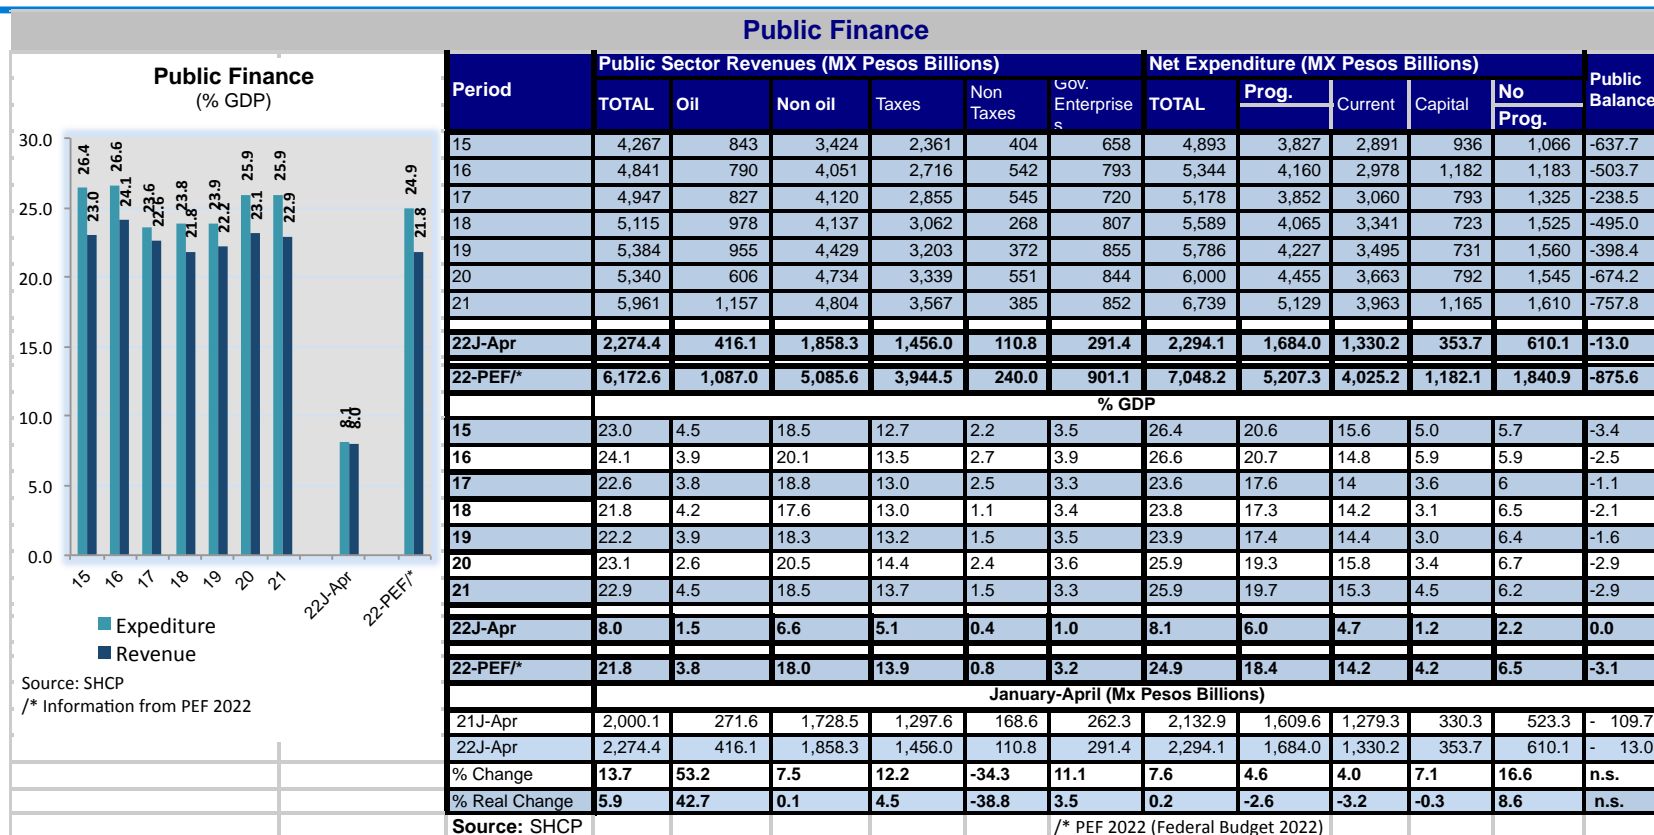 Public Finance
Public Finance
(% GDP)
30.0
25.0
20.0
15.0
10.0
5.0
0.0
26.4
23.0
26.6
24.1
23.6
22.6
23.8
21.8
23.9
22.2
25.9
23.1
25.9
22.9
8.1
8.0
24.9
21.8
15
16
17
18
19
20
21
22J-Apr
22-PEF/*
Expediture
Revenue
Source: SHCP
/* Information from PEF 2022
Period Public Sector Revenues (MX Pesos Billions) Net Expenditure (MX Pesos Billions) Public Balance
TOTAL Oil Non oil Taxes Non Taxes Gov. Enterprises TOTAL Prog. Current Capital No Prog.
15 4,267 843 3,424 2,361 404 658 4,893 3,827 2,891 936 1,066 -637.7
16 4,841 790 4,051 2,716 542 793 5,344 4,160 2,978 1,182 1,183 -503.7
17 4,947 827 4,120 2,855 545 720 5,178 3,852 3,060 793 1,325 -238.5
18 5,115 978 4,137 3,062 268 807 5,589 4,065 3,341 723 1,525 -495.0
19 5,384 955 4,429 3,203 372 855 5,786 4,227 3,495 731 1,560 -398.4
20 5,340 606 4,734 3,339 551 844 6,000 4,455 3,663 792 1,545 -674.2
21 5,961 1,157 4,804 3,567 385 852 6,739 5,129 3,963 1,165 1,610 -757.8
22J-Apr 2,274.4 416.1 1,858.3 1,456.0 110.8 291.4 2,294.1 1,684.0 1,330.2 353.7 610.1 -13.0
22-PEF/* 6,172.6 1,087.0 5,085.6 3,944.5 240.0 901.1 7,048.2 5,207.3 4,025.2 1,182.1 1,840.9 -875.6
% GDP
15 23.0 4.5 18.5 12.7 2.2 3.5 26.4 20.6 15.6 5.0 5.7 -3.4
16 24.1 3.9 20.1 13.5 2.7 3.9 26.6 20.7 14.8 5.9 5.9 -2.5
17 22.6 3.8 18.8 13.0 2.5 3.3 23.6 17.6 14 3.6 6 -1.1
18 21.8 4.2 17.6 13.0 1.1 3.4 23.8 17.3 14.2 3.1 6.5 -2.1
19 22.2 3.9 18.3 13.2 1.5 3.5 23.9 17.4 14.4 3.0 6.4 -1.6
20 23.1 2.6 20.5 14.4 2.4 3.6 25.9 19.3 15.8 3.4 6.7 -2.9
21 22.9 4.5 18.5 13.7 1.5 3.3 25.9 19.7 15.3 4.5 6.2 -2.9
22J-Apr 8.0 1.5 6.6 5.1 0.4 1.0 8.1 6.0 4.7 1.2 2.2 0.0
22-PEF/* 21.8 3.8 18.0 13.9 0.8 3.2 24.9 18.4 14.2 4.2 6.5 -3.1
January-April (Mx Pesos Billions)
21J-Apr 2,000.1 271.6 1,728.5 1,297.6 168.6 262.3 2,132.9 1,609.6 1,279.3 330.3 523.3 - 109.7
22J-Apr 2,274.4 416.1 1,858.3 1,456.0 110.8 291.4 2,294.1 1,684.0 1,330.2 353.7 610.1 - 13.0
% Change 13.7 53.2 7.5 12.2 -34.3 11.1 7.6 4.6 4.0 7.1 16.6 n.s.
% Real Change 5.9 42.7 0.1 4.5 -38.8 3.5 0.2 -2.6 -3.2 -0.3 8.6 n.s.
Source: SHCP /* PEF 2022 (Federal Budget 2022)